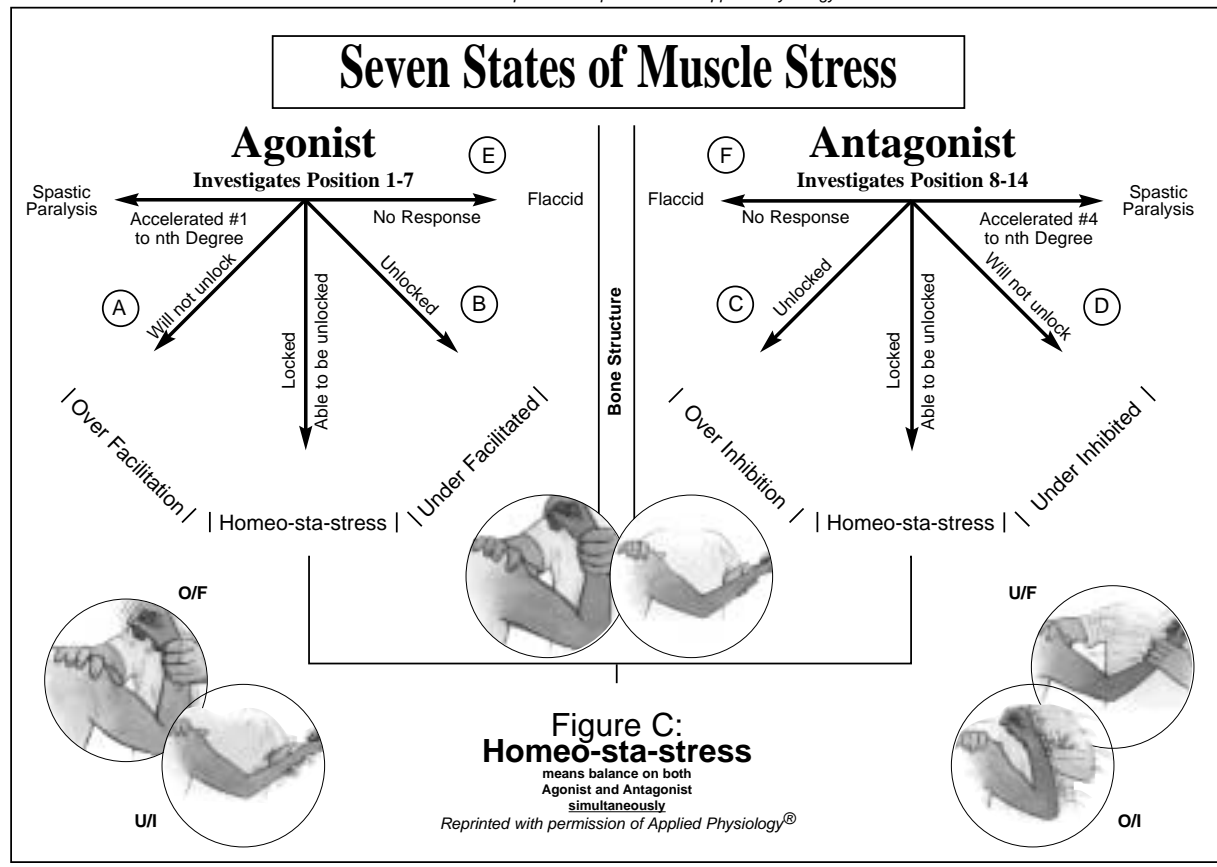 Seven States of Muscle Stress
Agonist
Investigates Position 1-7
E
Spastic
Paralysis
Accelerated #1
to nth Degree
No Response
Flaccid
A
Will not unlock
Locked
Able to be unlocked
Unlocked
B
| Over Facilitation |
| Homeo-sta-stress |
| Under Facilitated |
Bone Structure
Antagonist
Investigates Position 8-14
F
Flaccid
No Response
Accelerated #4
to nth Degree
Spastic
Paralysis
C
Unlocked
Locked
Able to be unlocked
Will not unlock
D
| Over Inhibition |
| Homeo-sta-stress |
| Under Inhibited |
O/F
U/I
U/F
O/I
Figure C:
Homeo-sta-stress
means balance on both
Agonist and Antagonist
simultaneously
Reprinted with permission of Applied Physiology®